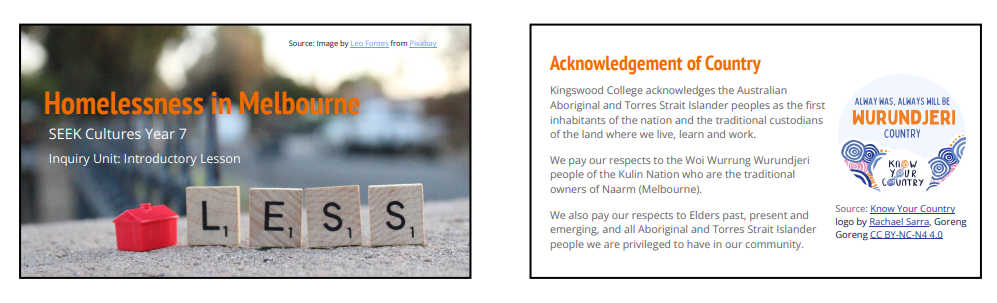 Source: Image by Leo Fontes from Pixabay
Homelessness in Melbourne
SEEK Cultures Year 7
Inquiry Unit: Introductory Lesson
L1 E1 S1 S1
Acknowledgement of Country
Kingswood College acknowledges the Australian
Aboriginal and Torres Strait Islander peoples as the first
inhabitants of the nation and the traditional custodians
of the land where we live, learn and work.
We pay our respects to the Woi Wurrung Wurundjeri
people of the Kulin Nation who are the traditional
owners of Naarm (Melbourne).
We also pay our respects to Elders past, present and
emerging, and all Aboriginal and Torres Strait Islander
people we are privileged to have in our community.
ALWAY WAS, ALWAYS WILL BE
WURUNDJERI
COUNTRY
KNOW
YOUR
COUNTRY
Source: Know Your Country
logo by Rachael Sarra, Goreng
Goreng CC BY-NC-N4 4.0